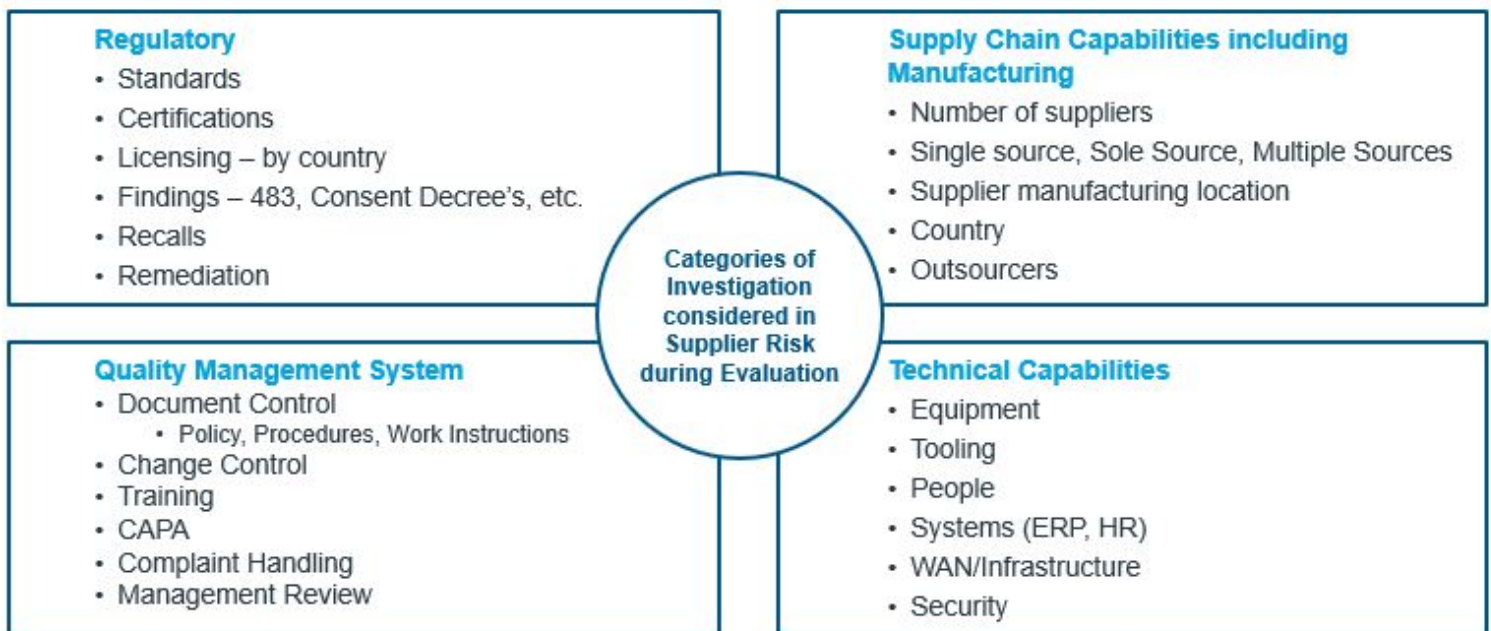 Regulatory
• Standards
• Certifications
• Licensing – by country
• Findings – 483, Consent Decree's, etc.
• Recalls
• Remediation
Supply Chain Capabilities including
Manufacturing
• Number of suppliers
• Single source, Sole Source, Multiple Sources
• Supplier manufacturing location
• Country
• Outsourcers
Categories of
Investigation
considered in
Supplier Risk
during Evaluation
Quality Management System
• Document Control
• Policy, Procedures, Work Instructions
• Change Control
• Training
• CAPA
• Complaint Handling
• Management Review
Technical Capabilities
• Equipment
• Tooling
• People
• Systems (ERP, HR)
• WAN/Infrastructure
• Security